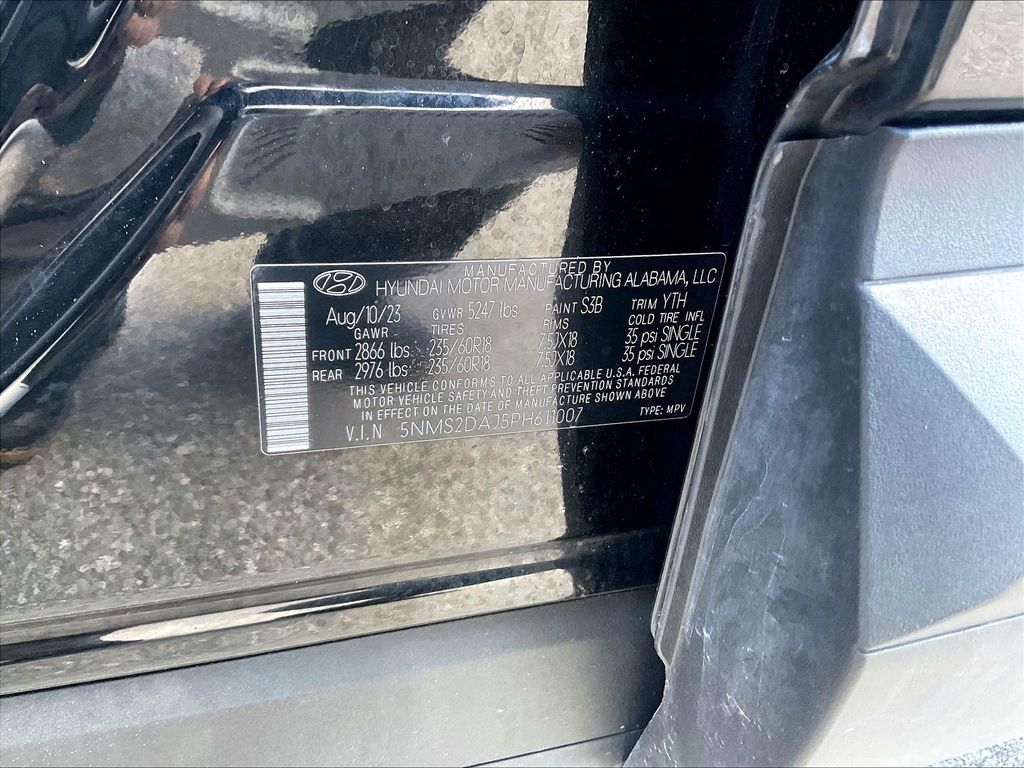 MANUFACTURED BY
HYUNDAI MOTOR MANUFACTURING ALABAMA, LLC
Aug/10/23 GVWR 5247 lbs PAINT S3B TRIM YTH
GAWR TIRES RIMS COLD TIRE INFL
FRONT 2866 lbs 235/60R18 7.5JX18 35 psi SINGLE
REAR 2976 lbs 235/60R18 7.5JX18 35 psi SINGLE
THIS VEHICLE CONFORMS TO ALL APPLICABLE U.S.A. FEDERAL
MOTOR VEHICLE SAFETY AND THEFT PREVENTION STANDARDS
IN EFFECT ON THE DATE OF MANUFACTURE SHOWN ABOVE
V.I.N 5NMS2DAJ5PH611007 TYPE: MPV